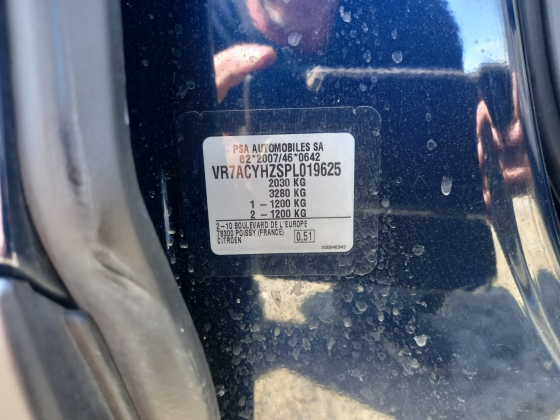 PSA AUTOMOBILES SA
e2*2007/46*0642
VR7ACYHZSPL019625
2030 KG
3280 KG
1 - 1200 KG
2 - 1200 KG
2-10 BOULEVARD DE L'EUROPE
78300 POISSY (FRANCE)
CITROEN
0.51